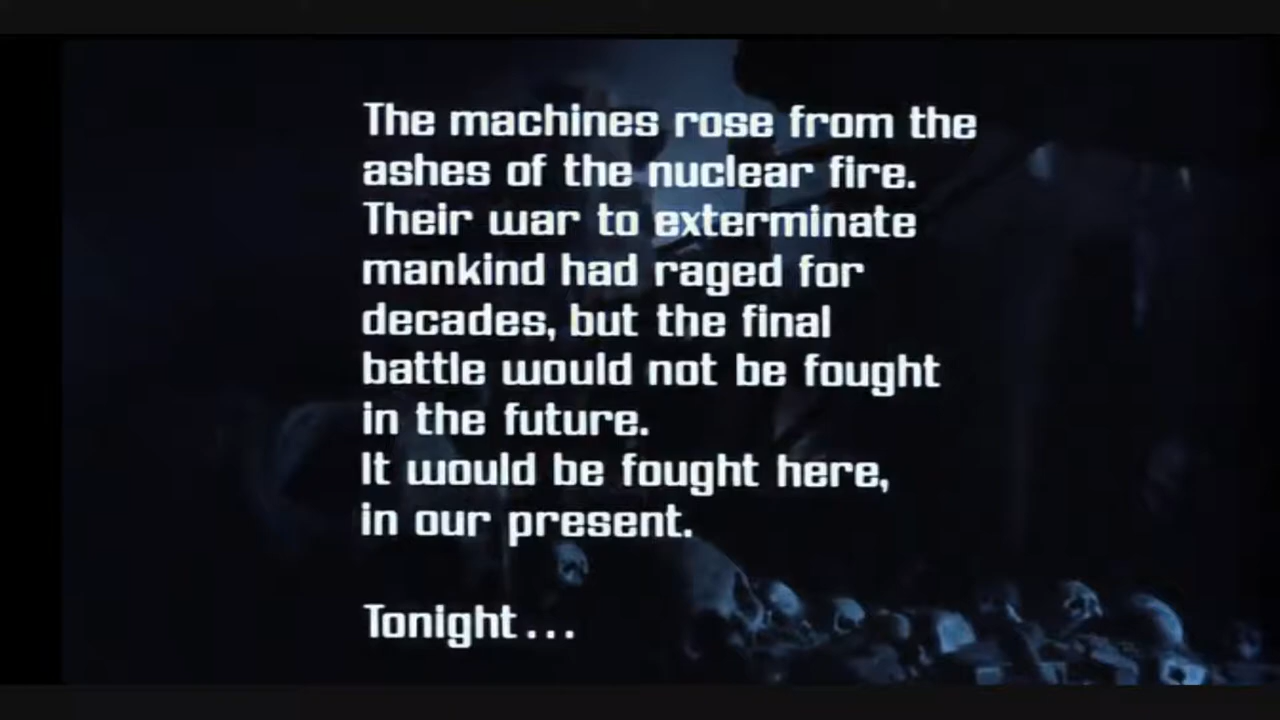 The machines rose from the
ashes of the nuclear fire.
Their war to exterminate
mankind had raged for
decades, but the final
battle would not be fought
in the future.
It would be fought here,
in our present.
Tonight...